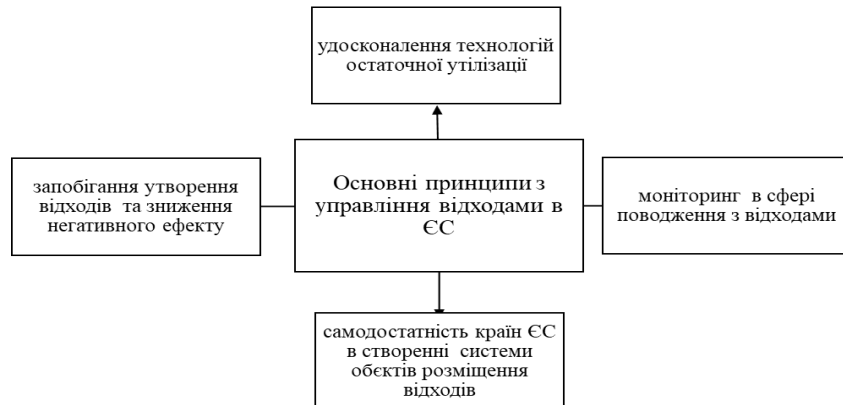 удосконалення технологій
остаточної утилізації
запобігання утворення
відходів та зниження
негативного ефекту
Основні принципи з
управління відходами в
ЄС
моніторинг в сфері
поводження з відходами
самодостатність країн ЄС
в створенні системи
обєктів розміщення
відходів